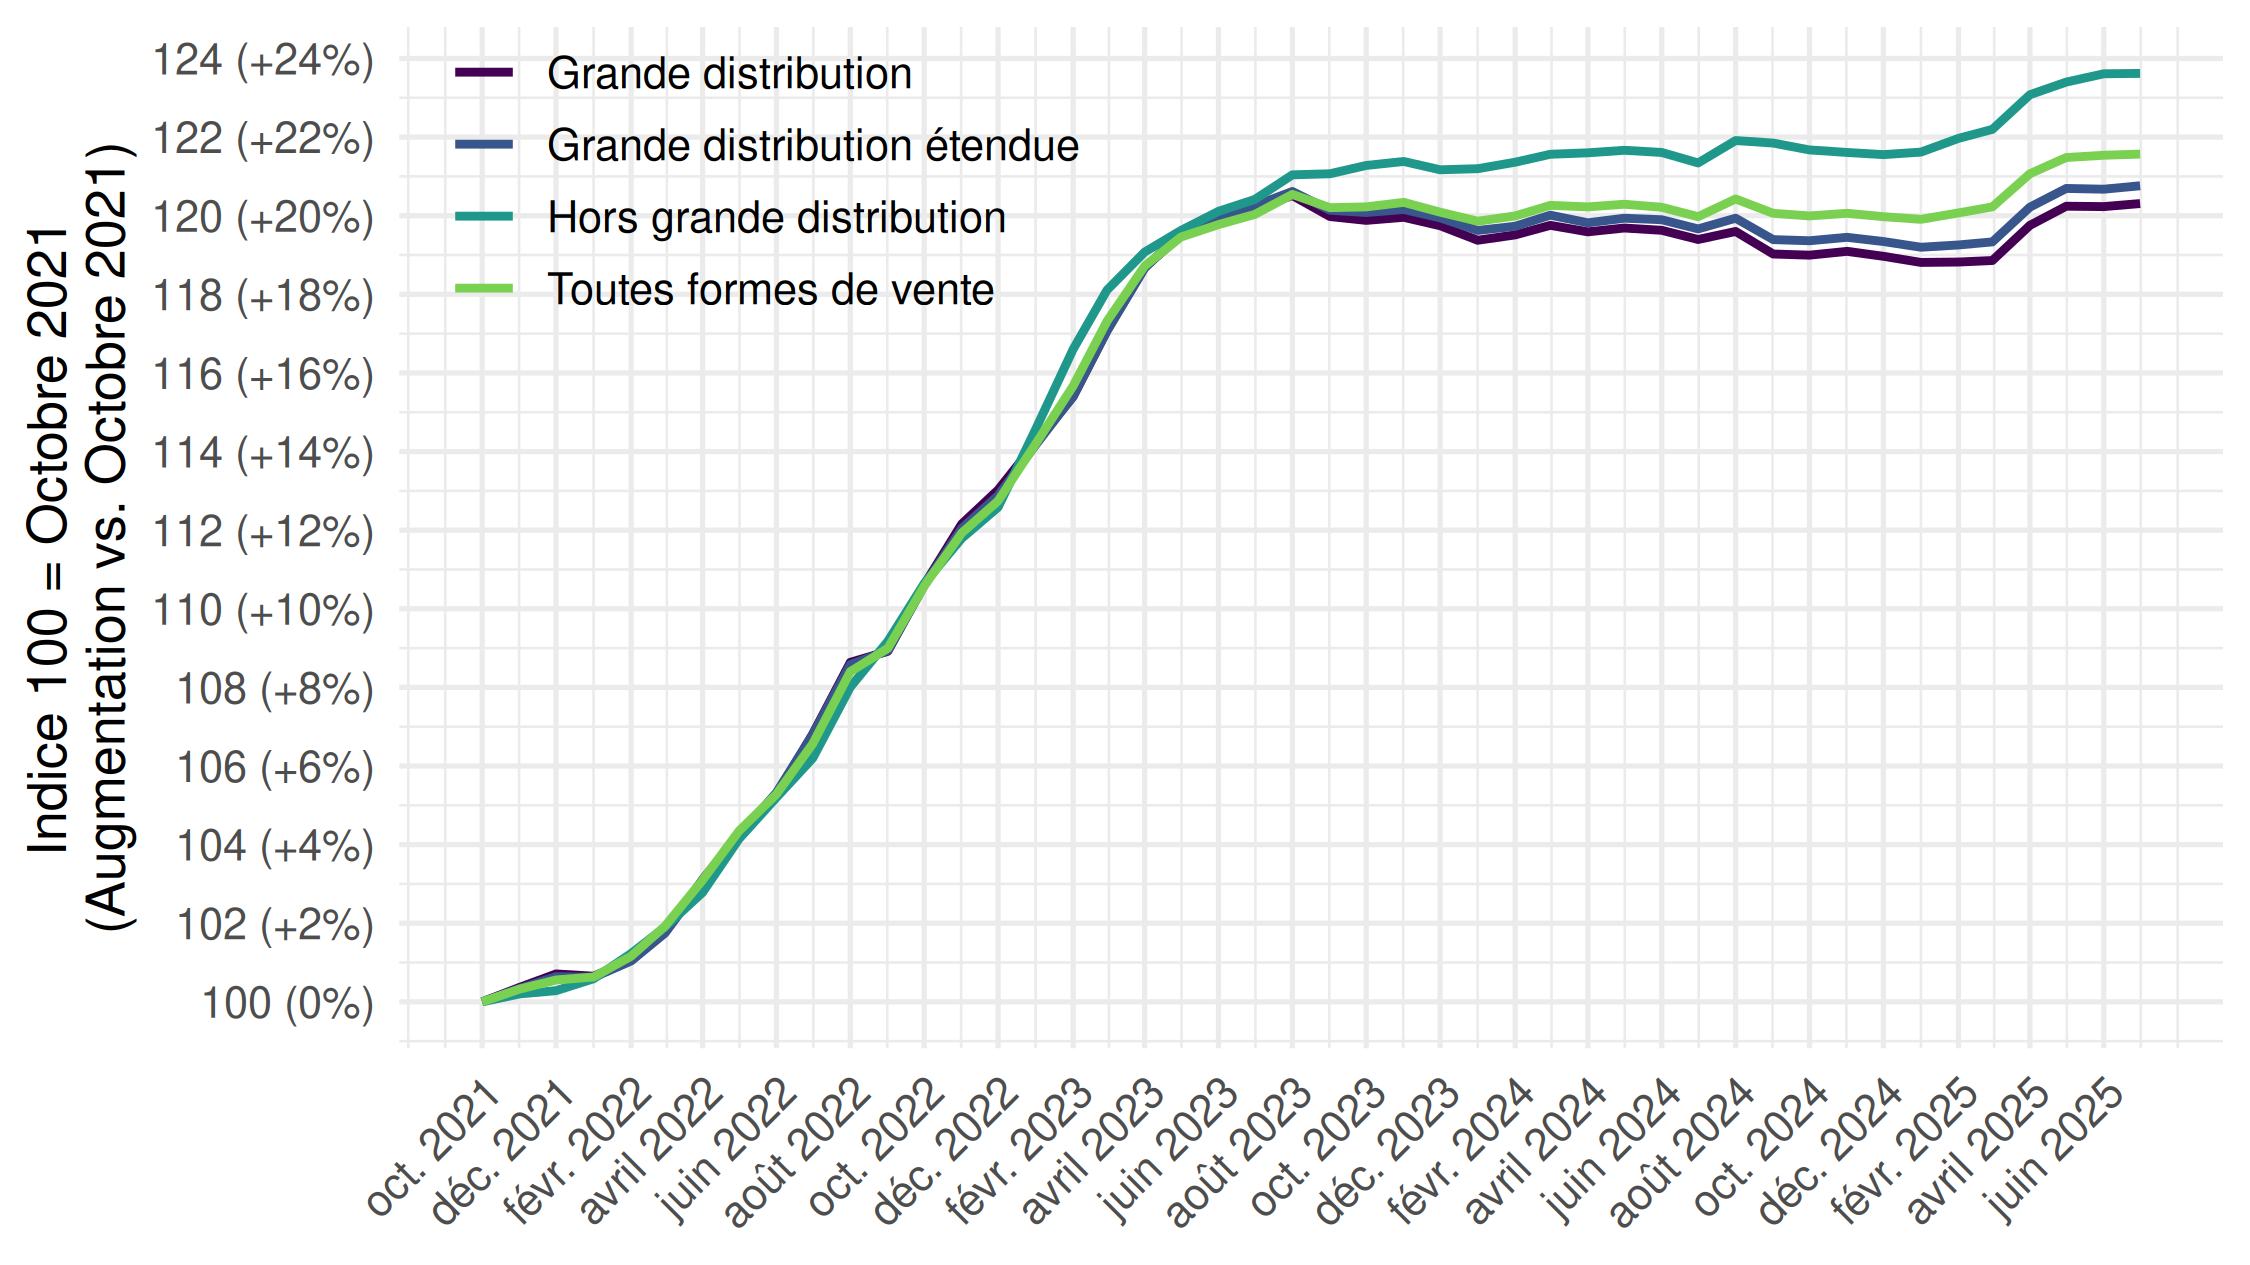 Indice 100 = Octobre 2021
(Augmentation vs. Octobre 2021)
124 (+24%)
122 (+22%)
120 (+20%)
118 (+18%)
116 (+16%)
114 (+14%)
112 (+12%)
110 (+10%)
108 (+8%)
106 (+6%)
104 (+4%)
102 (+2%)
100 (0%)
Grande distribution
Grande distribution étendue
Hors grande distribution
Toutes formes de vente
oct. 2021
déc. 2021
févr. 2022
avril 2022
juin 2022
août 2022
oct. 2022
déc. 2022
févr. 2023
avril 2023
juin 2023
août 2023
oct. 2023
déc. 2023
févr. 2024
avril 2024
juin 2024
août 2024
oct. 2024
déc. 2024
févr. 2025
avril 2025
juin 2025